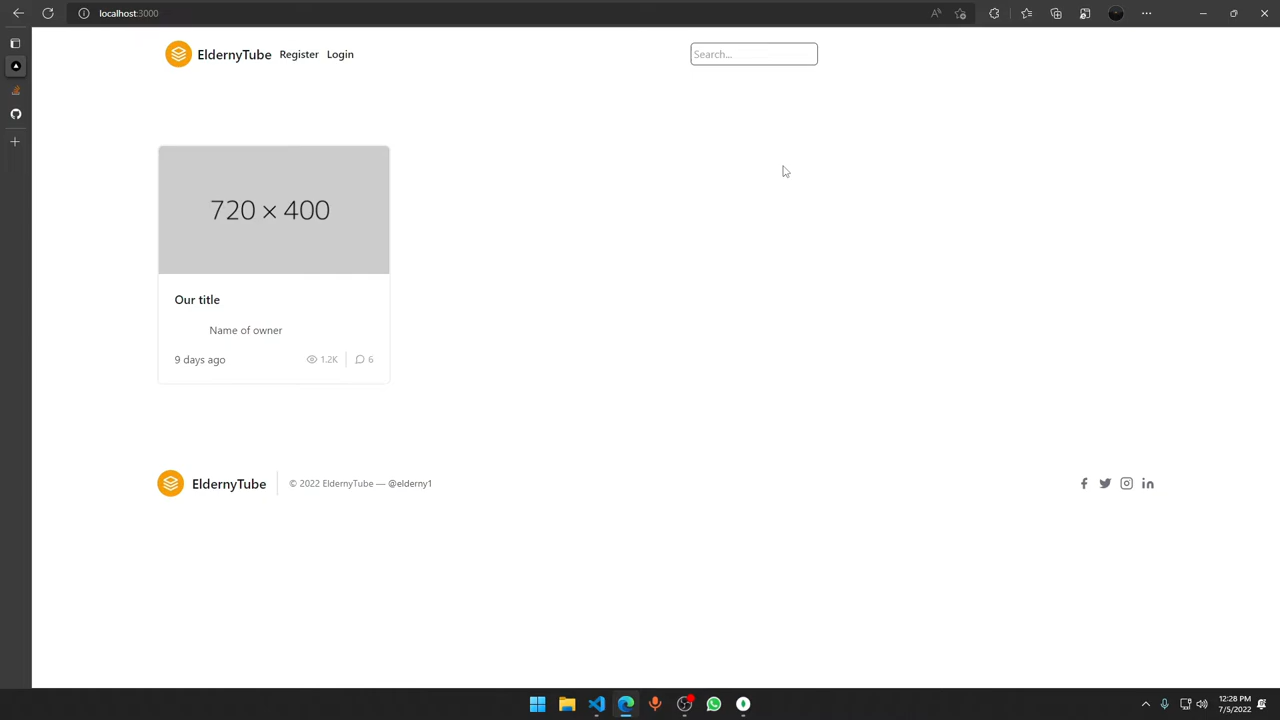 localhost:3000
EldernyTube Register Login Search...
720 × 400
Our title
Name of owner
9 days ago 1.2K 6
EldernyTube © 2022 EldernyTube — @elderny1
12:28 PM
7/5/2022